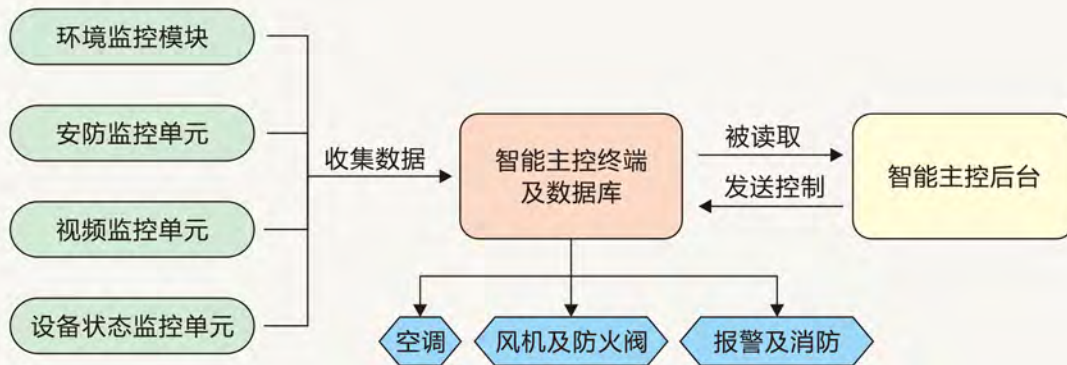 环境监控模块
安防监控单元
视频监控单元
设备状态监控单元
收集数据
智能主控终端
及数据库
被读取
发送控制
智能主控后台
空调
风机及防火阀
报警及消防